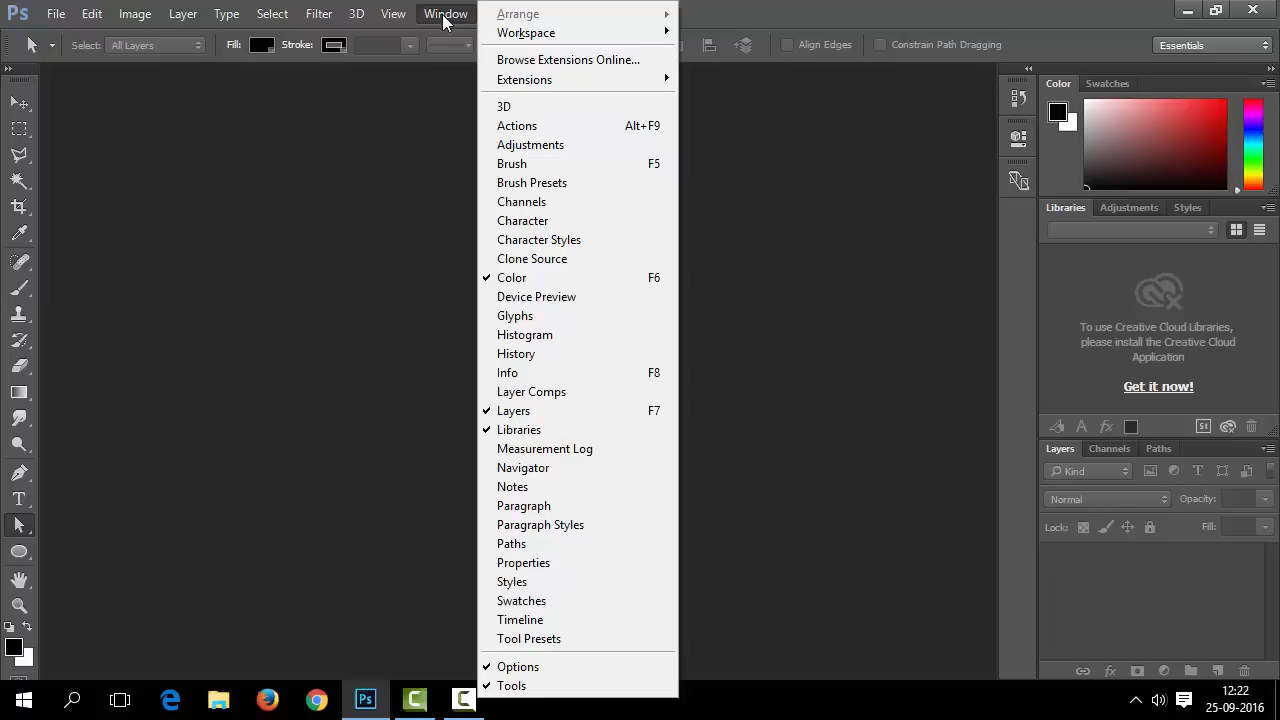 Ps File Edit Image Layer Type Select Filter 3D View Window
Select: All Layers Fill: Stroke: Align Edges Constrain Path Dragging Essentials
Arrange
Workspace
Browse Extensions Online...
Extensions
3D
Actions Alt+F9
Adjustments
Brush F5
Brush Presets
Channels
Character
Character Styles
Clone Source
Color F6
Device Preview
Glyphs
Histogram
History
Info F8
Layer Comps
Layers F7
Libraries
Measurement Log
Navigator
Notes
Paragraph
Paragraph Styles
Paths
Properties
Styles
Swatches
Timeline
Tool Presets
Options
Tools
Color Swatches
Libraries Adjustments Styles
To use Creative Cloud Libraries,
please install the Creative Cloud
Application
Get it now!
A fx St
Layers Channels Paths
Kind T
Normal Opacity:
Lock: Fill:
fx
T
Ps C C
12:22
25-09-2016